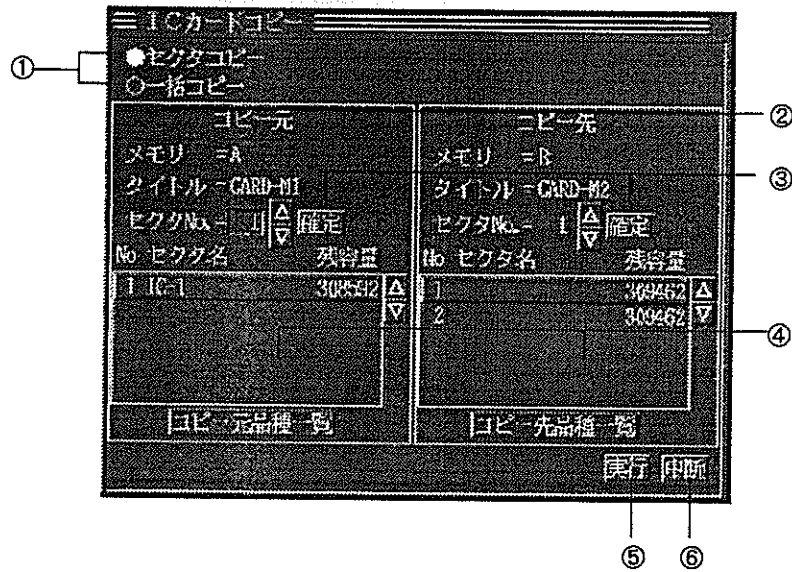 ICカードコピー
①
●セクタコピー
○一括コピー
コピー元
メモリ =A
タイトル=CARD-M1
セクタNo.= 1 △▽ 確定
No セクタ名 残容量
1 IC-1 308592 △
▽
コピー元品種一覧
コピー先
②
メモリ =B
③
タイトル=CARD-M2
セクタNo.= 1 △▽ 確定
No セクタ名 残容量
1 309462 △
2 309462 ▽
④
コピー先品種一覧
実行 中断
⑤ ⑥